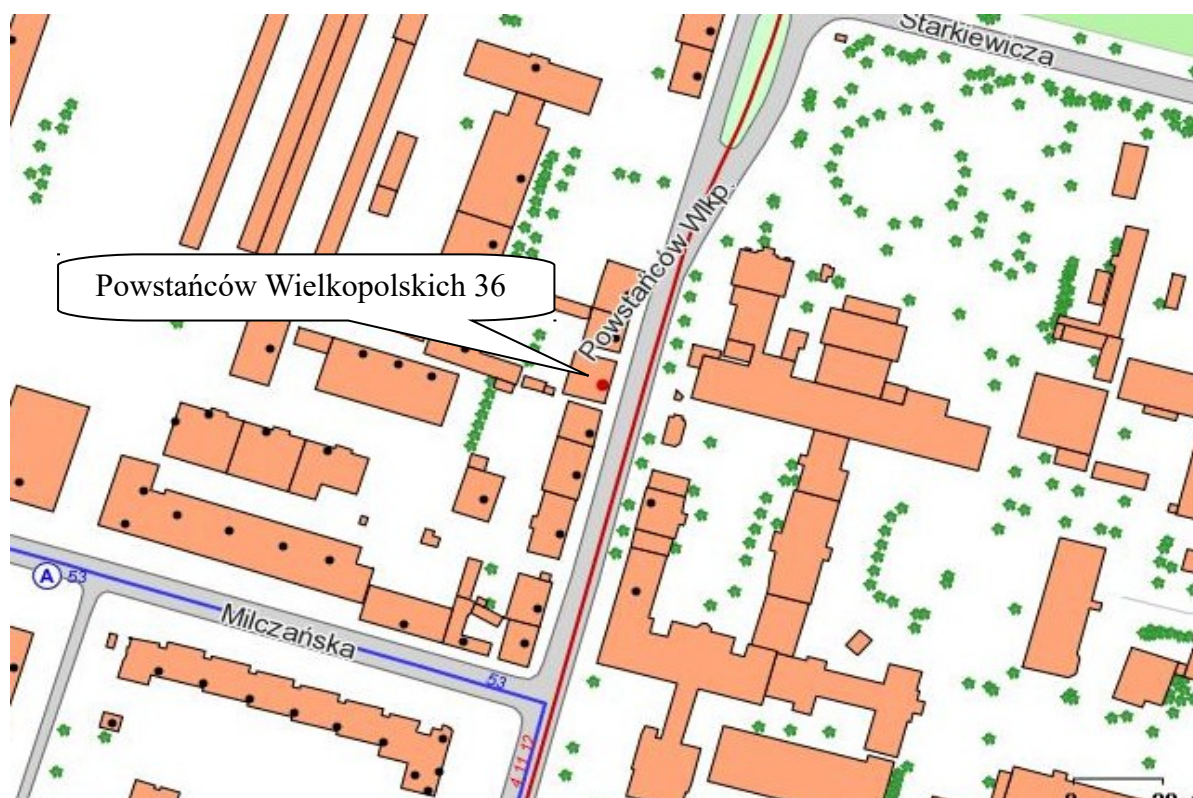 Starkiewicza
Powstańców Wlkp.
Powstańców Wielkopolskich 36
A
53
Milczańska
53
4 11 12